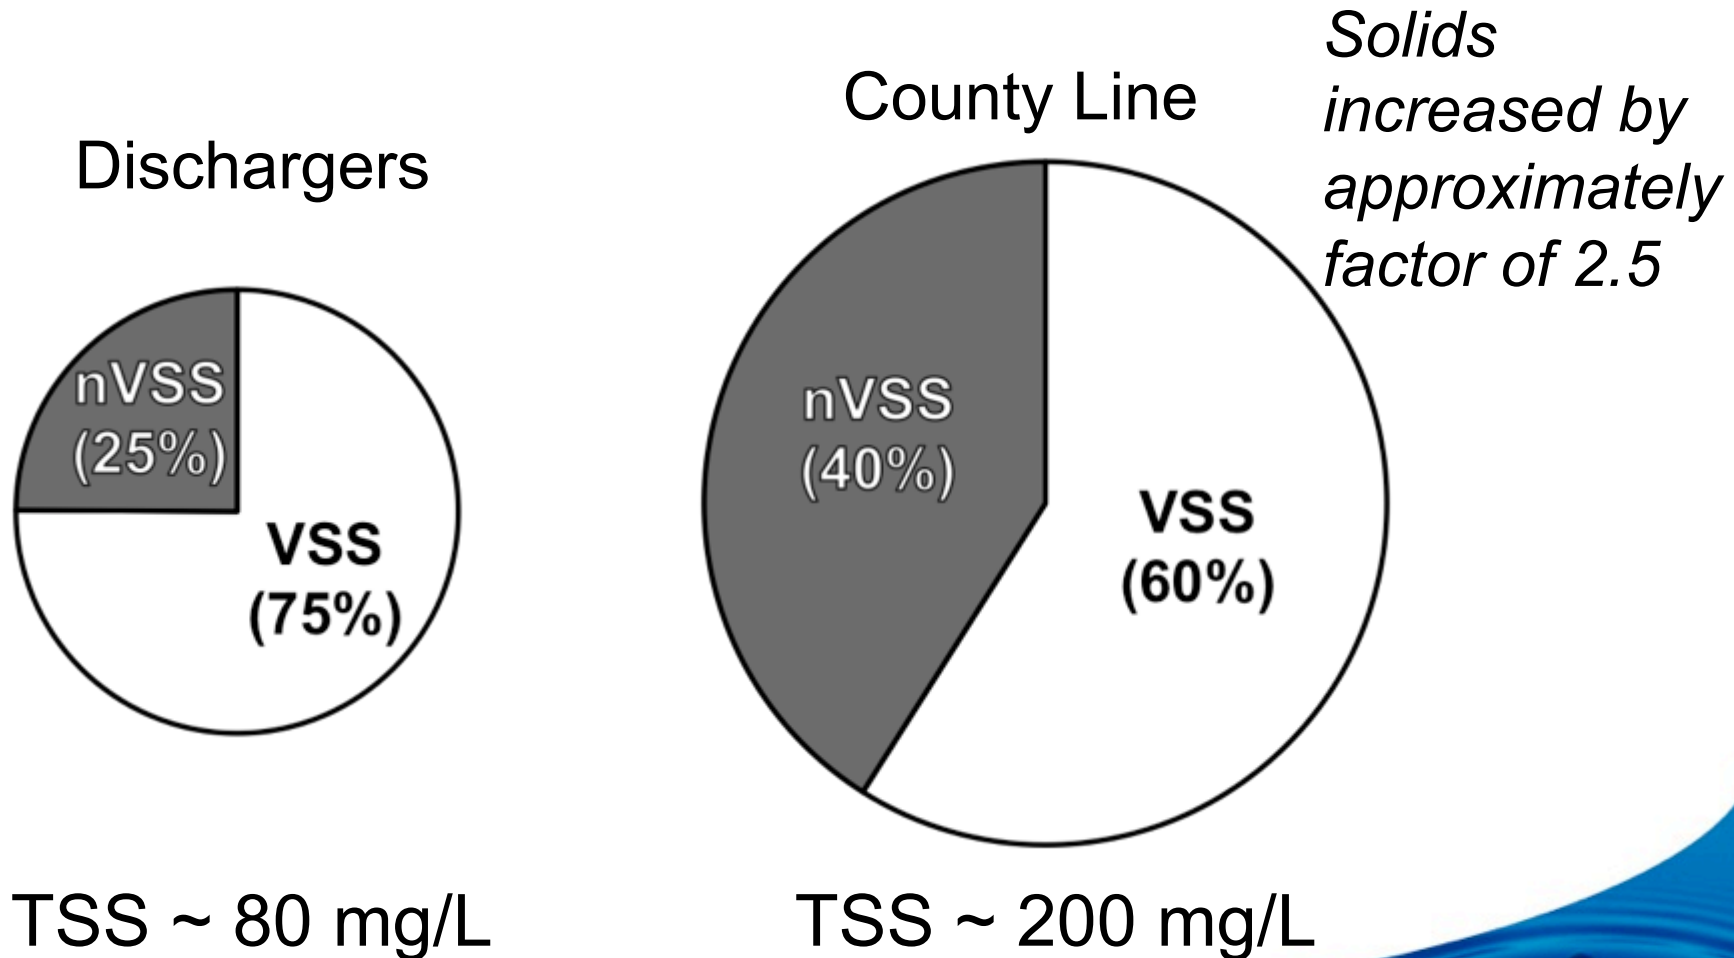 Dischargers
nVSS
(25%)
VSS
(75%)
TSS ~ 80 mg/L
County Line
nVSS
(40%)
VSS
(60%)
TSS ~ 200 mg/L
Solids
increased by
approximately
factor of 2.5